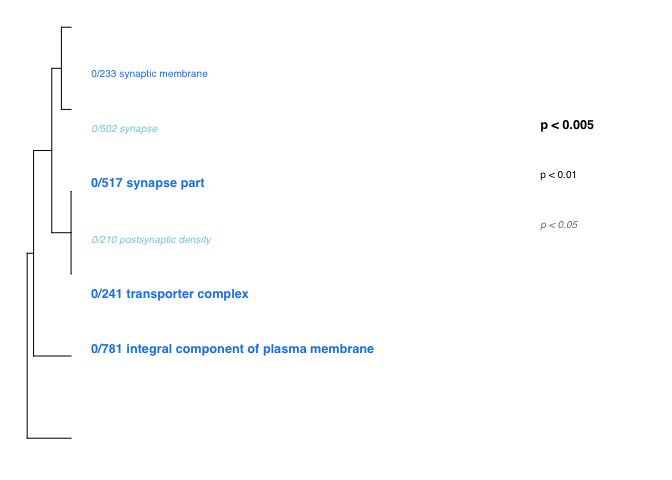 0/233 synaptic membrane
0/502 synapse
0/517 synapse part
0/210 postsynaptic density
0/241 transporter complex
0/781 integral component of plasma membrane
p < 0.005
p < 0.01
p < 0.05